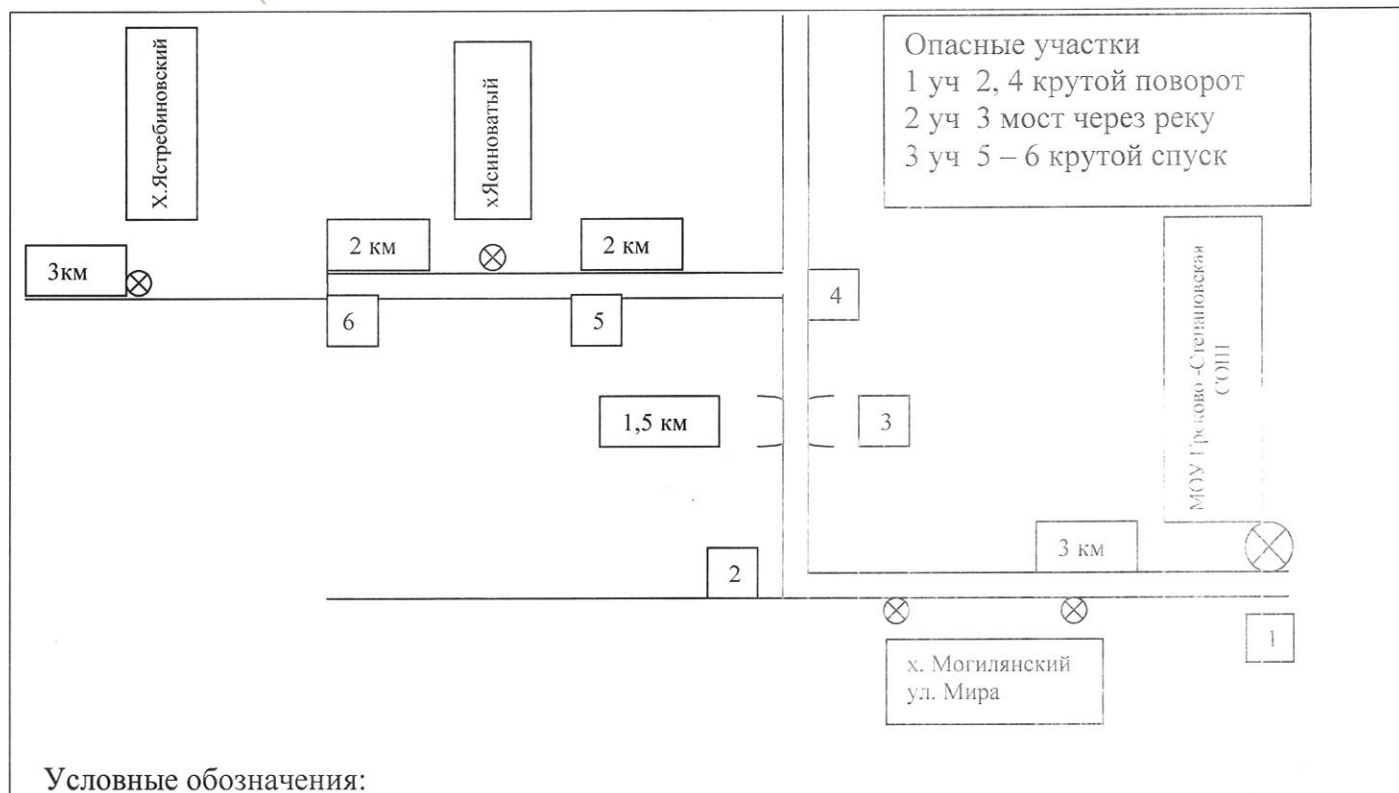 Х.Ястребиновский
хЯсиноватый
Опасные участки
1 уч 2, 4 крутой поворот
2 уч 3 мост через реку
3 уч 5 – 6 крутой спуск
3км
2 км
2 км
6
5
4
МОУ Греково -Степановская
СОШ
1,5 км
3
2
3 км
1
х. Могилянский
ул. Мира
Условные обозначения: